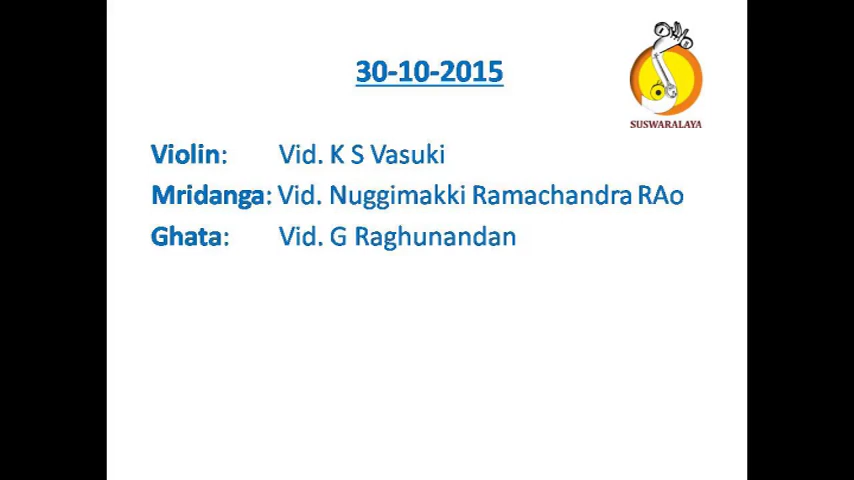 30-10-2015
SUSWARALAYA
Violin: Vid. K S Vasuki
Mridanga: Vid. Nuggimakki Ramachandra RAo
Ghata: Vid. G Raghunandan